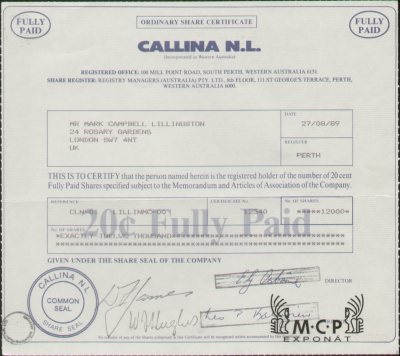 FULLY PAID
ORDINARY SHARE CERTIFICATE
FULLY PAID
CALLINA N.L.
(Incorporated in Western Australia)
REGISTERED OFFICE: 100 MILL POINT ROAD, SOUTH PERTH, WESTERN AUSTRALIA 6151.
SHARE REGISTER: REGISTRY MANAGERS (AUSTRALIA) PTY. LTD., 8th FLOOR, 111 ST GEORGE'S TERRACE, PERTH,
WESTERN AUSTRALIA 6000.
MR MARK CAMPBELL LILLINGSTON
24 ROSARY GARDENS
LONDON SW7 4NT
UK
DATE
27/08/89
REGISTER
PERTH
THIS IS TO CERTIFY that the person named herein is the registered holder of the number of 20 cent
Fully Paid Shares specified subject to the Memorandum and Articles of Association of the Company.
REFERENCE
CERTIFICATE NUMBER
No. OF SHARES
12540
****12000*
20c Fully Paid
No. OF SHARES
*EXACTLY TWELVE THOUSAND
GIVEN UNDER THE SHARE SEAL OF THE COMPANY
DIRECTOR
CALLINA N.L.
COMMON
SEAL
SHARE SEAL
M·C·P
EXPONÁT